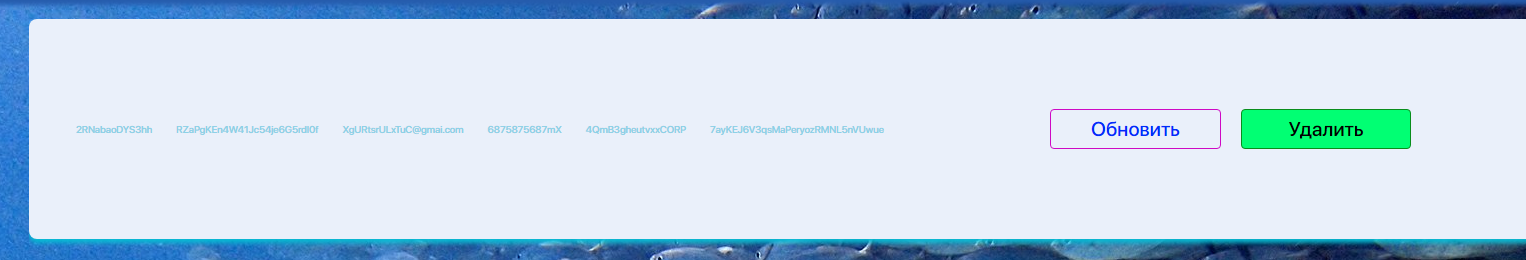 2RNabaoDYS3hh RZaPgKEn4W41Jc54je6G5rdl0f XgURtsrULxTuC@gmai.com 6875875687mX 4QmB3gheutvxxCORP 7ayKEJ6V3qsMaPeryozRMNL5nVUwue Обновить Удалить